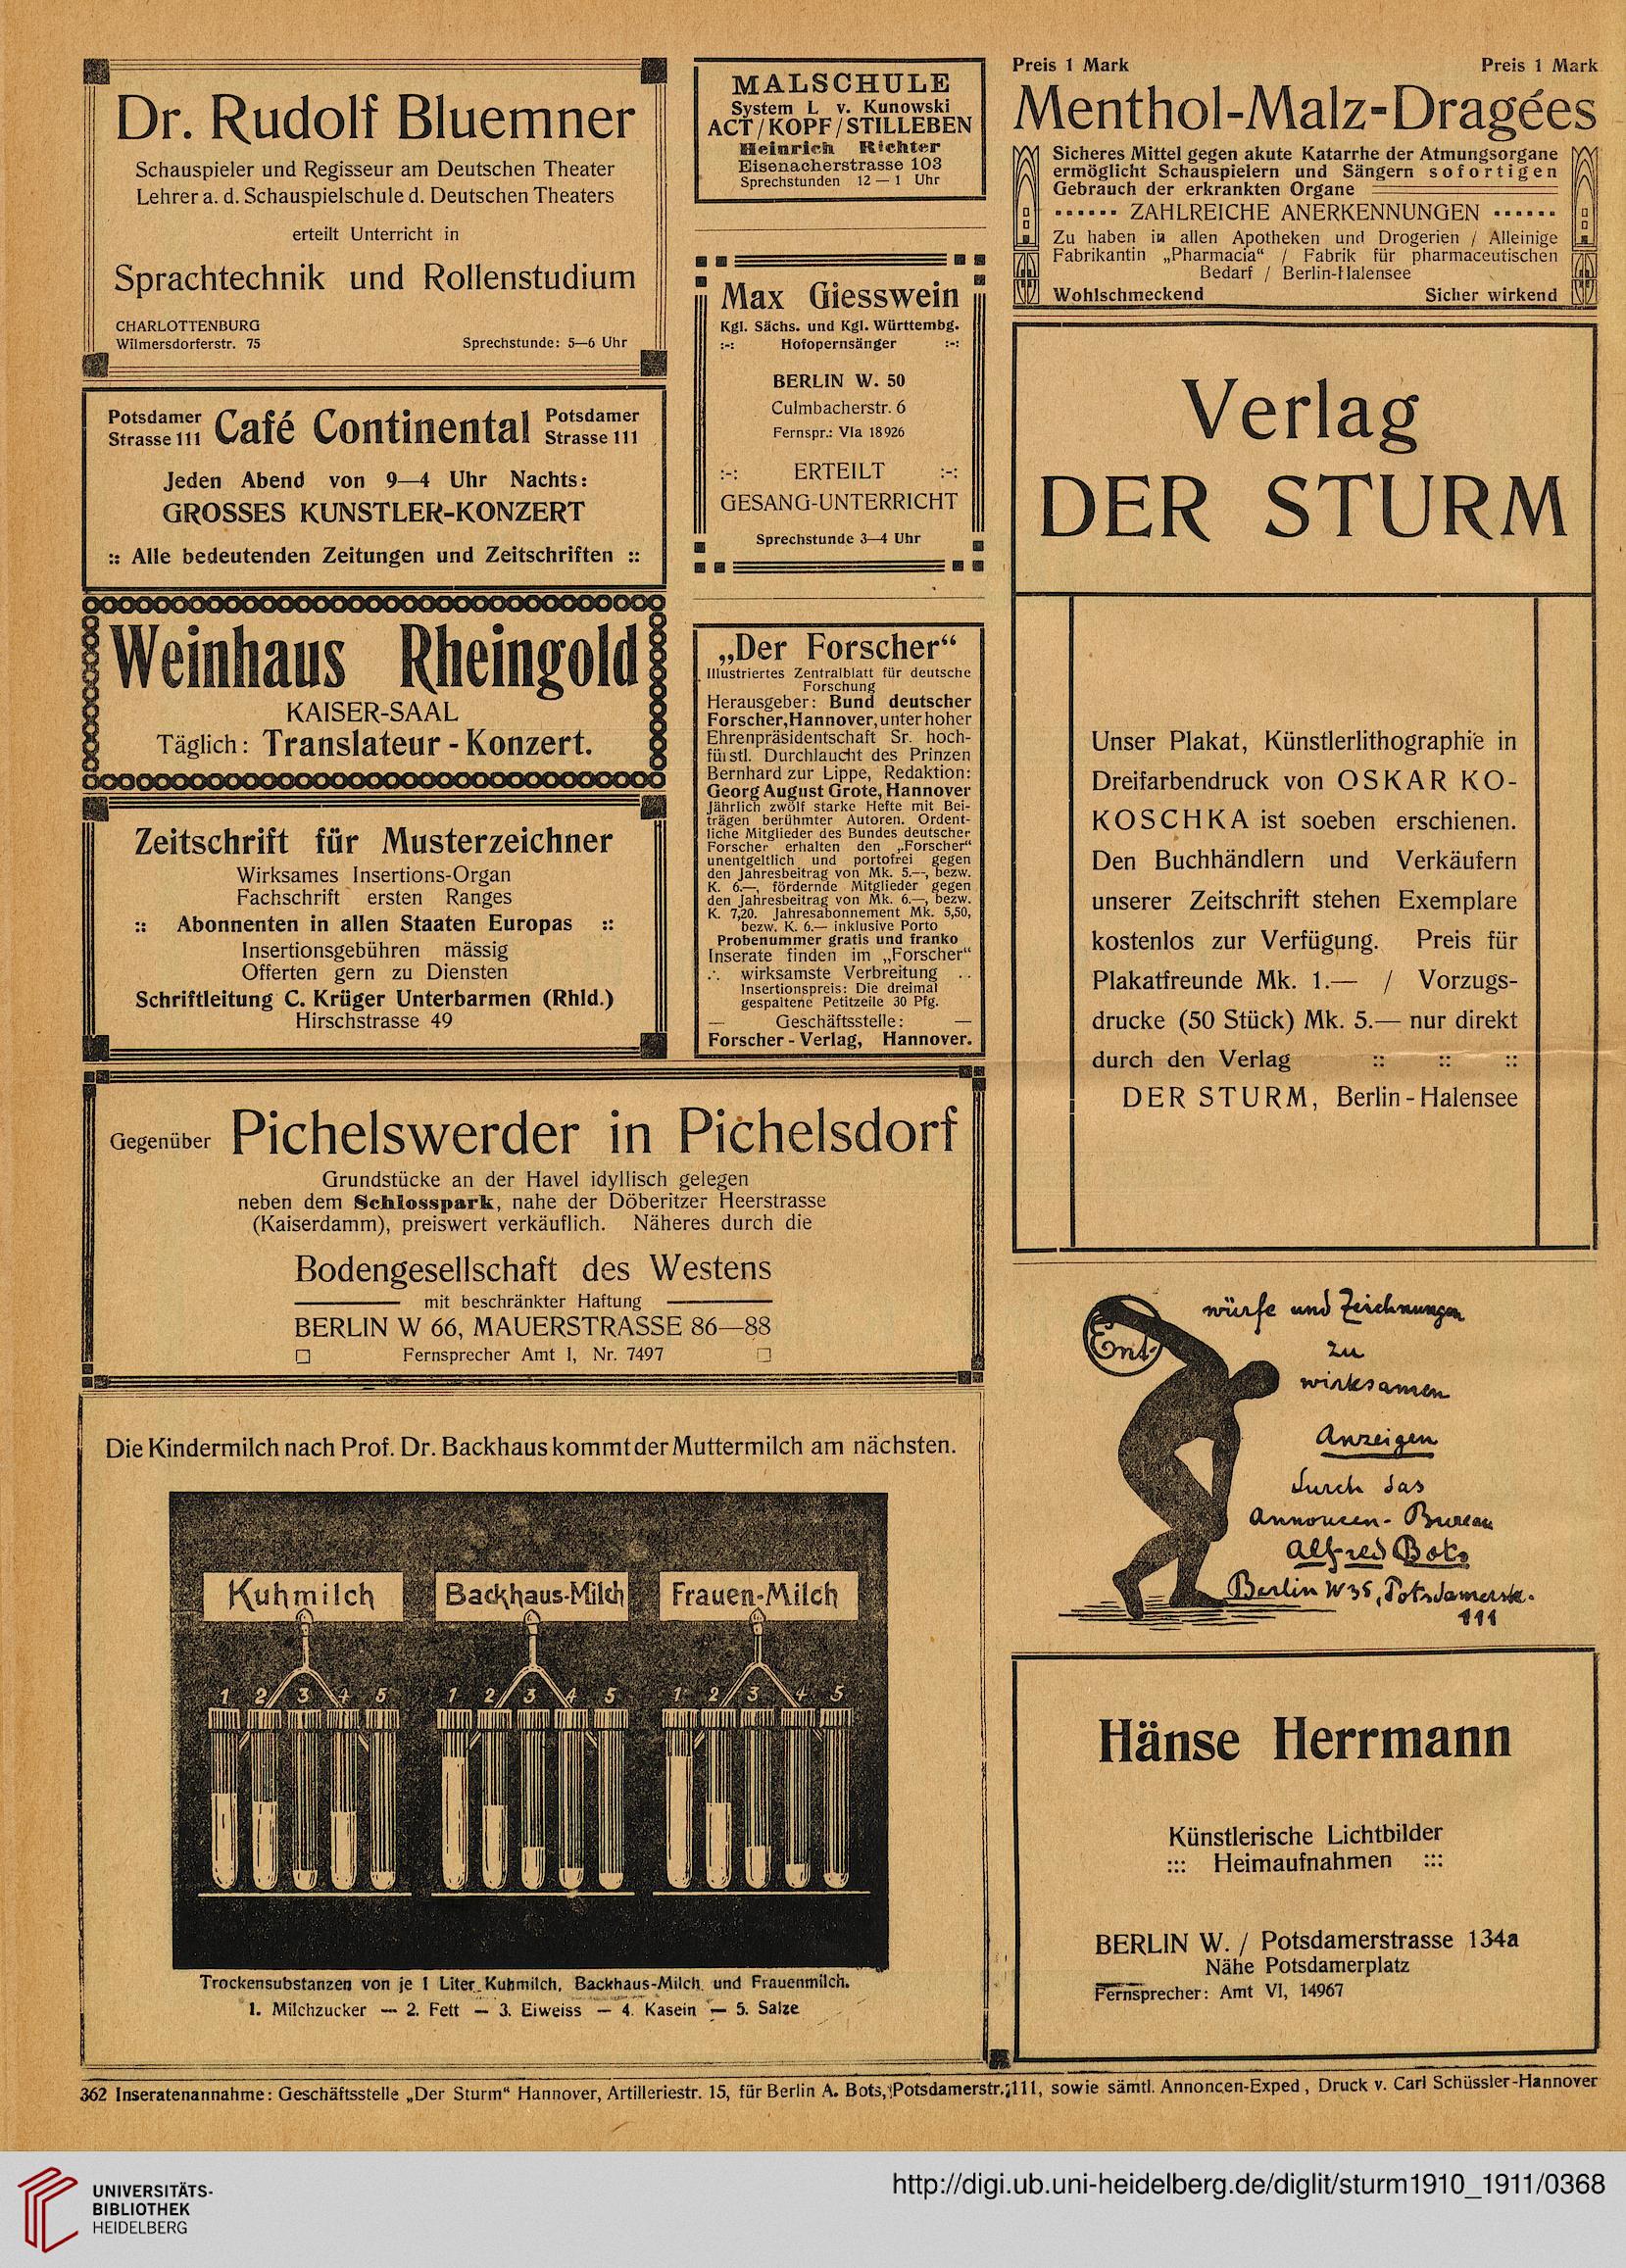 Dr. Rudolf Bluemner
Schauspieler und Regisseur am Deutschen Theater
Lehrer a. d. Schauspielschule d. Deutschen Theaters
erteilt Unterricht in
Sprachtechnik und Rollenstudium
CHARLOTTENBURG
Wilmersdorferstr. 75 Sprechstunde: 5—6 Uhr
Potsdamer Strasse 111 Café Continental Potsdamer Strasse 111
Jeden Abend von 9—4 Uhr Nachts:
GROSSES KUNSTLER-KONZERT
:: Alle bedeutenden Zeitungen und Zeitschriften ::
Weinhaus Rheingold
KAISER-SAAL
Täglich: Translateur-Konzert.
Zeitschrift für Musterzeichner
Wirksames Insertions-Organ
Fachschrift ersten Ranges
:: Abonnenten in allen Staaten Europas ::
Insertionsgebühren mässig
Offerten gern zu Diensten
Schriftleitung C. Krüger Unterbarmen (Rhld.)
Hirschstrasse 49
MALSCHULE
System L v. Kunowski
ACT/KOPF/STILLEBEN
Heinrich Richter
Eisenacherstrasse 103
Sprechstunden 12—1 Uhr
Max Giesswein
Kgl. Sächs. und Kgl. Württembg.
:-: Hofopernsänger :-:
BERLIN W. 50
Culmbacherstr. 6
Fernspr.: VIa 18926
:-: ERTEILT :-:
GESANG-UNTERRICHT
Sprechstunde 3—4 Uhr
„Der Forscher“
Illustriertes Zentralblatt für deutsche
Forschung
Herausgeber: Bund deutscher
Forscher, Hannover, unter hoher
Ehrenpräsidentschaft Sr. hoch-
fürstl. Durchlaucht des Prinzen
Bernhard zur Lippe, Redaktion:
Georg August Grote, Hannover
Jährlich zwölf starke Hefte mit Bei-
trägen berühmter Autoren. Ordent-
liche Mitglieder des Bundes deutscher
Forscher erhalten den „Forscher“
unentgeltlich und portofrei gegen
den Jahresbeitrag von Mk. 5.—, bezw.
K. 6.—, fördernde Mitglieder gegen
den Jahresbeitrag von Mk. 6.—, bezw.
K. 7,20. Jahresabonnement Mk. 5,50,
bezw. K. 6.— inklusive Porto
Probenummer gratis und franko
Inserate finden im „Forscher“
∴ wirksamste Verbreitung ..
Insertionspreis: Die dreimal
gespaltene Petitzeile 30 Pfg.
— Geschäftsstelle: —
Forscher-Verlag, Hannover.
Gegenüber Pichelswerder in Pichelsdorf
Grundstücke an der Havel idyllisch gelegen
neben dem Schlosspark, nahe der Döberitzer Heerstrasse
(Kaiserdamm), preiswert verkäuflich. Näheres durch die
Bodengesellschaft des Westens
mit beschränkter Haftung
BERLIN W 66, MAUERSTRASSE 86—88
Fernsprecher Amt I, Nr. 7497
Die Kindermilch nach Prof. Dr. Backhaus kommt der Muttermilch am nächsten.
Kuhmilch Backhaus-Milch Frauen-Milch
1 2 3 4 5 1 2 3 4 5 1 2 3 4 5
Trockensubstanzen von je 1 Liter Kuhmilch, Backhaus-Milch und Frauenmilch.
1. Milchzucker — 2. Fett — 3. Eiweiss — 4. Kasein — 5. Salze
Preis 1 Mark Preis 1 Mark
Menthol-Malz-Dragées
Sicheres Mittel gegen akute Katarrhe der Atmungsorgane
ermöglicht Schauspielern und Sängern sofortigen
Gebrauch der erkrankten Organe
ZAHLREICHE ANERKENNUNGEN
Zu haben in allen Apotheken und Drogerien / Alleinige
Fabrikantin „Pharmacia“ / Fabrik für pharmaceutischen
Bedarf / Berlin-Halensee
Wohlschmeckend Sicher wirkend
Verlag
DER STURM
Unser Plakat, Künstlerlithographie in
Dreifarbendruck von OSKAR KO-
KOSCHKA ist soeben erschienen.
Den Buchhändlern und Verkäufern
unserer Zeitschrift stehen Exemplare
kostenlos zur Verfügung. Preis für
Plakatfreunde Mk. 1.— / Vorzugs-
drucke (50 Stück) Mk. 5.— nur direkt
durch den Verlag :: :: ::
DER STURM, Berlin-Halensee
Ent-
würfe und Zeichnungen
zu
wirksamen
Anzeigen
durch das
Annoncen-Bureau
Alfred Bots
Berlin W35, Potsdamerstr.
111
Hänse Herrmann
Künstlerische Lichtbilder
::: Heimaufnahmen :::
BERLIN W. / Potsdamerstrasse 134a
Nähe Potsdamerplatz
Fernsprecher: Amt VI, 14967
362 Inseratenannahme: Geschäftsstelle „Der Sturm“ Hannover, Artilleriestr. 15, für Berlin A. Bots, Potsdamerstr. 111, sowie sämtl. Annoncen-Exped, Druck v. Carl Schüssler-Hannover
UNIVERSITÄTS-
BIBLIOTHEK
HEIDELBERG
http://digi.ub.uni-heidelberg.de/diglit/sturm1910_1911/0368